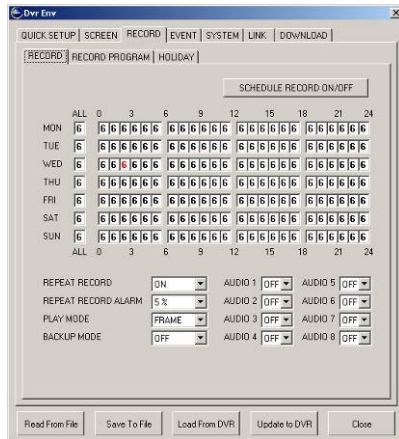 Dvr Env
QUICK SETUP SCREEN RECORD EVENT SYSTEM LINK DOWNLOAD
RECORD RECORD PROGRAM HOLIDAY
SCHEDULE RECORD ON/OFF
ALL 0 3 6 9 12 15 18 21 24
MON 6 6 6 6 6 6 6 6 6 6 6 6 6 6 6 6 6 6 6 6 6 6 6 6 6
TUE 6 6 6 6 6 6 6 6 6 6 6 6 6 6 6 6 6 6 6 6 6 6 6 6 6
WED 6 6 6 6 6 6 6 6 6 6 6 6 6 6 6 6 6 6 6 6 6 6 6 6 6
THU 6 6 6 6 6 6 6 6 6 6 6 6 6 6 6 6 6 6 6 6 6 6 6 6 6
FRI 6 6 6 6 6 6 6 6 6 6 6 6 6 6 6 6 6 6 6 6 6 6 6 6 6
SAT 6 6 6 6 6 6 6 6 6 6 6 6 6 6 6 6 6 6 6 6 6 6 6 6 6
SUN 6 6 6 6 6 6 6 6 6 6 6 6 6 6 6 6 6 6 6 6 6 6 6 6 6
ALL 0 3 6 9 12 15 18 21 24
REPEAT RECORD ON AUDIO 1 OFF AUDIO 5 OFF
REPEAT RECORD ALARM 5 % AUDIO 2 OFF AUDIO 6 OFF
PLAY MODE FRAME AUDIO 3 OFF AUDIO 7 OFF
BACKUP MODE OFF AUDIO 4 OFF AUDIO 8 OFF
Read From File Save To File Load From DVR Update to DVR Close